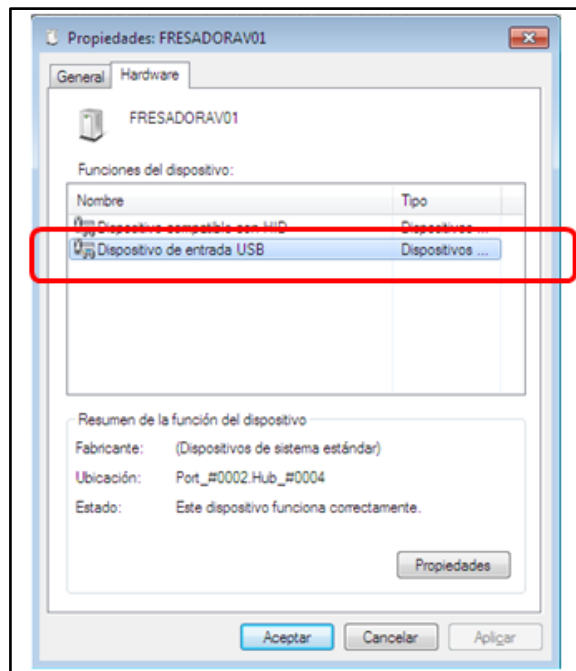 Propiedades: FRESADORAV01
General Hardware
FRESADORAV01
Funciones del dispositivo:
Nombre Tipo
Dispositivo compatible con HID Dispositivos ...
Dispositivo de entrada USB Dispositivos ...
Resumen de la función del dispositivo
Fabricante: (Dispositivos de sistema estándar)
Ubicación: Port_#0002.Hub_#0004
Estado: Este dispositivo funciona correctamente.
Propiedades
Aceptar Cancelar Aplicar